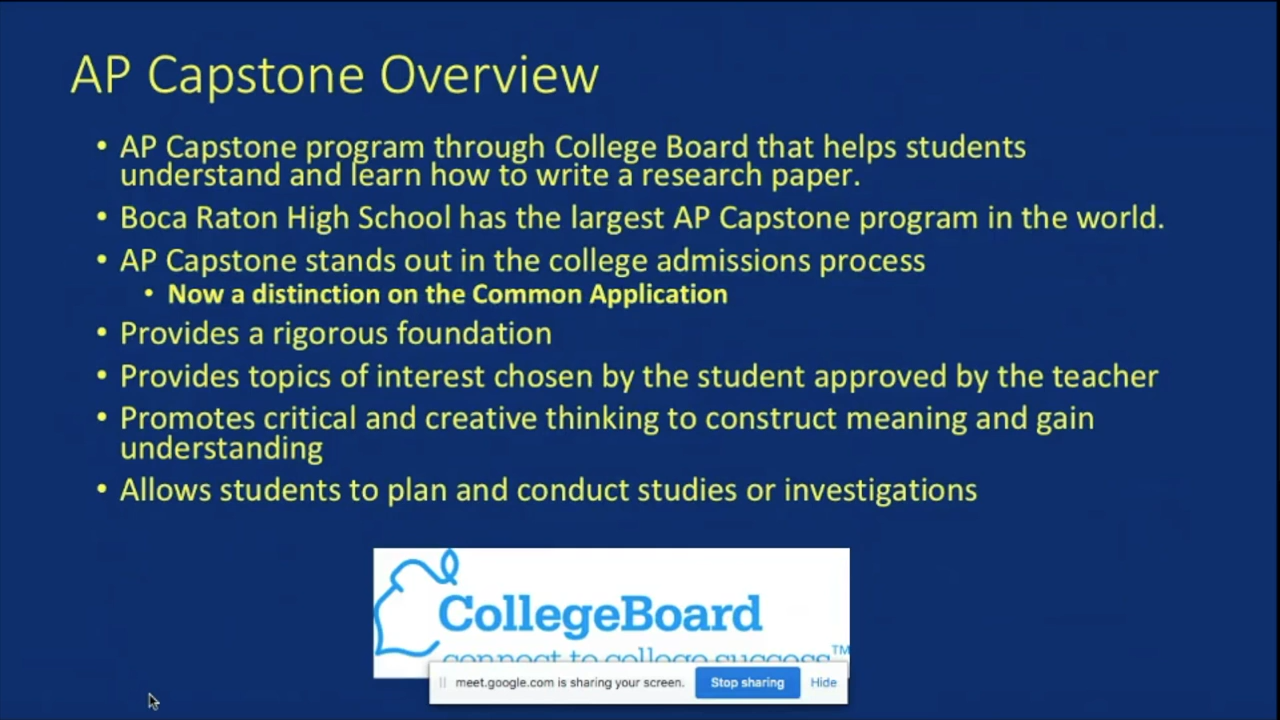 AP Capstone Overview
• AP Capstone program through College Board that helps students
understand and learn how to write a research paper.
• Boca Raton High School has the largest AP Capstone program in the world.
• AP Capstone stands out in the college admissions process
• Now a distinction on the Common Application
• Provides a rigorous foundation
• Provides topics of interest chosen by the student approved by the teacher
• Promotes critical and creative thinking to construct meaning and gain
understanding
• Allows students to plan and conduct studies or investigations
CollegeBoard
connect to college success™
meet.google.com is sharing your screen. Stop sharing Hide